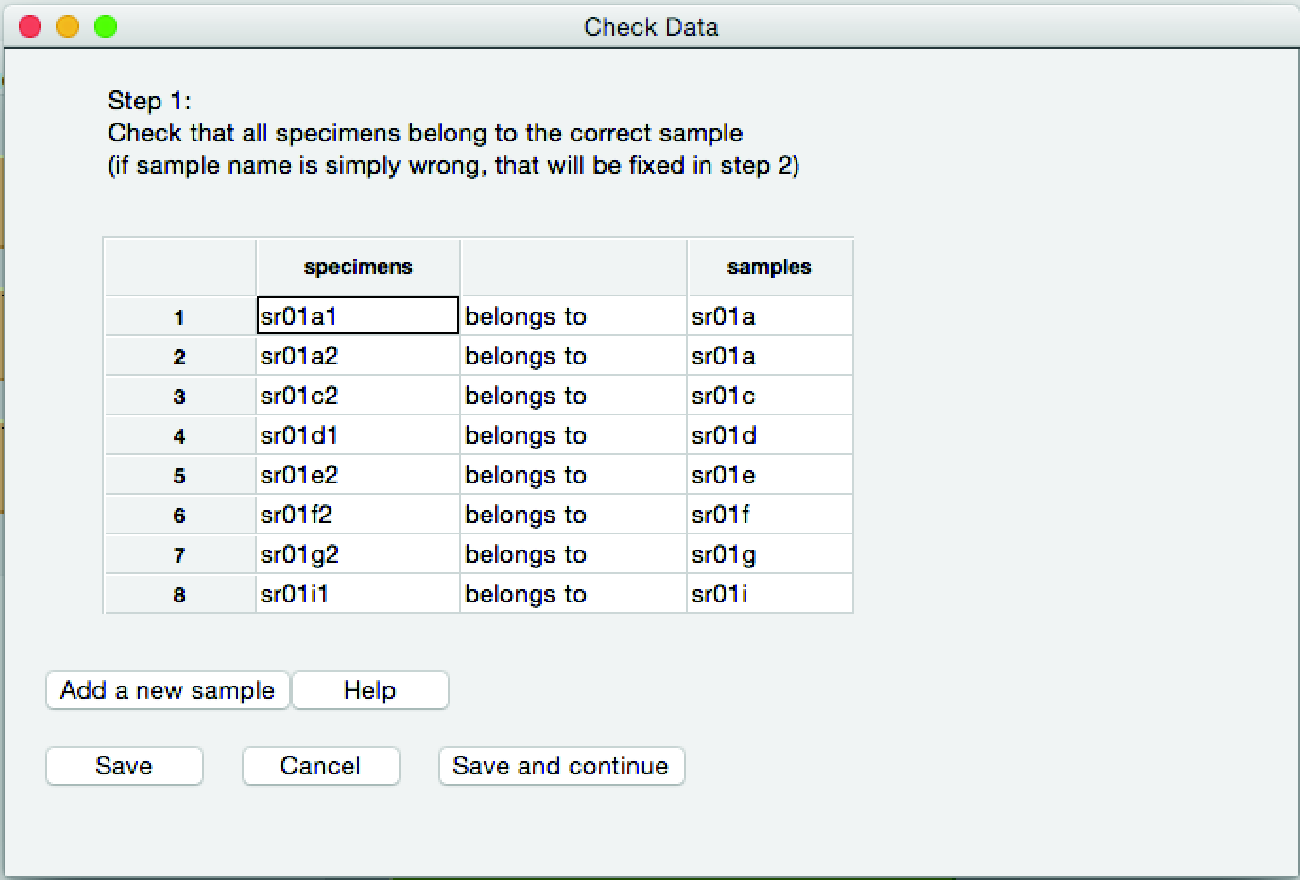 Check Data
Step 1:
Check that all specimens belong to the correct sample
(if sample name is simply wrong, that will be fixed in step 2)
specimens samples
1 sr01a1 belongs to sr01a
2 sr01a2 belongs to sr01a
3 sr01c2 belongs to sr01c
4 sr01d1 belongs to sr01d
5 sr01e2 belongs to sr01e
6 sr01f2 belongs to sr01f
7 sr01g2 belongs to sr01g
8 sr01i1 belongs to sr01i
Add a new sample Help
Save Cancel Save and continue